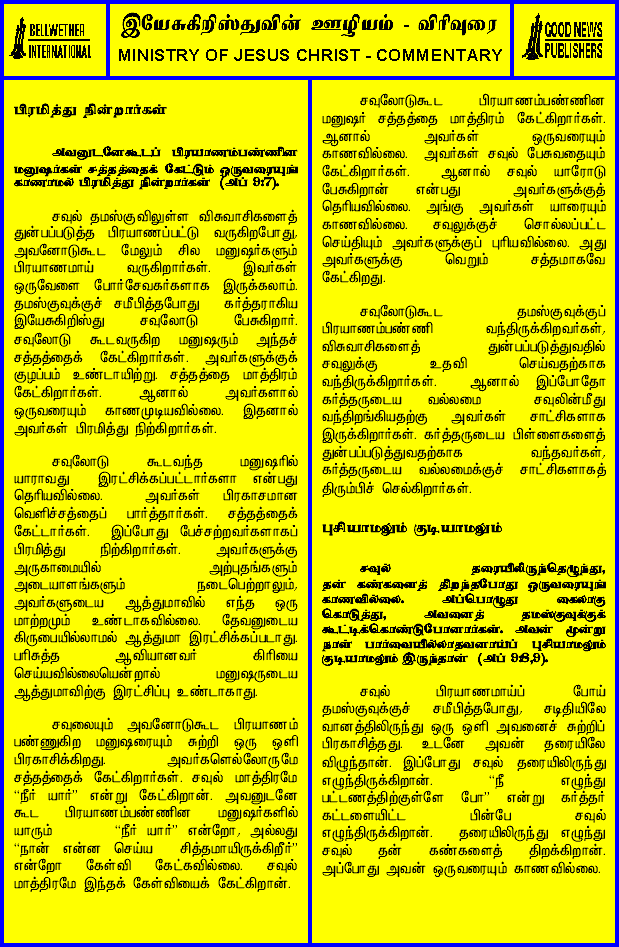 BELLWETHER
INTERNATIONAL
இயேசுகிறிஸ்துவின் ஊழியம் - விரிவுரை
MINISTRY OF JESUS CHRIST - COMMENTARY
GOOD NEWS
PUBLISHERS
பிரமித்து நின்றார்கள்
அவனுடனேகூடப் பிரயாணம்பண்ணின
மனுஷர்கள் சத்தத்தைக் கேட்டும் ஒருவரையுங்
காணாமல் பிரமித்து நின்றார்கள் (அப் 9:7).
சவுல் தமஸ்குவிலுள்ள விசுவாசிகளைத்
துன்பப்படுத்த பிரயாணப்பட்டு வருகிறபோது,
அவனோடுகூட மேலும் சில மனுஷர்களும்
பிரயாணமாய் வருகிறார்கள். இவர்கள்
ஒருவேளை போர்சேவகர்களாக இருக்கலாம்.
தமஸ்குவுக்குச் சமீபித்தபோது கர்த்தராகிய
இயேசுகிறிஸ்து சவுலோடு பேசுகிறார்.
சவுலோடு கூடவருகிற மனுஷரும் அந்தச்
சத்தத்தைக் கேட்கிறார்கள். அவர்களுக்குக்
குழப்பம் உண்டாயிற்று. சத்தத்தை மாத்திரம்
கேட்கிறார்கள். ஆனால் அவர்களால்
ஒருவரையும் காணமுடியவில்லை. இதனால்
அவர்கள் பிரமித்து நிற்கிறார்கள்.
சவுலோடு கூடவந்த மனுஷரில்
யாராவது இரட்சிக்கப்பட்டார்களா என்பது
தெரியவில்லை. அவர்கள் பிரகாசமான
வெளிச்சத்தைப் பார்த்தார்கள். சத்தத்தைக்
கேட்டார்கள். இப்போது பேச்சற்றவர்களாகப்
பிரமித்து நிற்கிறார்கள். அவர்களுக்கு
அருகாமையில் அற்பதங்களும்
அடையாளங்களும் நடைபெற்றாலும்,
அவர்களுடைய ஆத்துமாவில் எந்த ஒரு
மாற்றமும் உண்டாகவில்லை. தேவனுடைய
கிருபையில்லாமல் ஆத்துமா இரட்சிக்கப்படாது.
பரிசுத்த ஆவியானவர் கிரியை
செய்யவில்லையென்றால் மனுஷருடைய
ஆத்துமாவிற்கு இரட்சிப்பு உண்டாகாது.
சவுலையும் அவனோடுகூட பிரயாணம்
பண்ணுகிற மனுஷரையும் சுற்றி ஒரு ஒளி
பிரகாசிக்கிறது. அவர்களெல்லோருமே
சத்தத்தைக் கேட்கிறார்கள். சவுல் மாத்திரமே
“நீர் யார்” என்று கேட்கிறான். அவனுடனே
கூட பிரயாணம்பண்ணின மனுஷர்களில்
யாரும் “நீர் யார்” என்றோ, அல்லது
“நான் என்ன செய்ய சித்தமாயிருக்கிறீர்”
என்றோ கேள்வி கேட்கவில்லை. சவுல்
மாத்திரமே இந்தக் கேள்வியைக் கேட்கிறான்.
சவுலோடுகூட பிரயாணம்பண்ணின
மனுஷர் சத்தத்தை மாத்திரம் கேட்கிறார்கள்.
ஆனால் அவர்கள் ஒருவரையும்
காணவில்லை. அவர்கள் சவுல் பேசுவதையும்
கேட்கிறார்கள். ஆனால் சவுல் யாரோடு
பேசுகிறான் என்பது அவர்களுக்குத்
தெரியவில்லை. அங்கு அவர்கள் யாரையும்
காணவில்லை. சவுலுக்குச் சொல்லப்பட்ட
செய்தியும் அவர்களுக்குப் புரியவில்லை. அது
அவர்களுக்கு வெறும் சத்தமாகவே
கேட்கிறது.
சவுலோடுகூட தமஸ்குவுக்குப்
பிரயாணம்பண்ணி வந்திருக்கிறவர்கள்,
விசுவாசிகளைத் துன்பப்படுத்துவதில்
சவுலுக்கு உதவி செய்வதற்காக
வந்திருக்கிறார்கள். ஆனால் இப்போதோ
கர்த்தருடைய வல்லமை சவுலின்மீது
வந்திறங்கியதற்கு அவர்கள் சாட்சிகளாக
இருக்கிறார்கள். கர்த்தருடைய பிள்ளைகளைத்
துன்பப்படுத்துவதற்காக வந்தவர்கள்,
கர்த்தருடைய வல்லமைக்குச் சாட்சிகளாகத்
திரும்பிச் செல்கிறார்கள்.
புசியாமலும் குடியாமலும்
சவுல் தரையிலிருந்தெழுந்து,
தன் கண்களைத் திறந்தபோது ஒருவரையுங்
காணவில்லை. அப்பொழுது கைலாகு
கொடுத்து, அவனைத் தமஸ்குவுக்குக்
கூட்டிக்கொண்டுபோனார்கள். அவன் மூன்று
நாள் பார்வையில்லாதவனாய்ப் புசியாமலும்
குடியாமலும் இருந்தான் (அப் 9:8,9).
சவுல் பிரயாணமாய்ப் போய்
தமஸ்குவுக்குச் சமீபித்தபோது, சடிதியிலே
வானத்திலிருந்து ஒரு ஒளி அவனைச் சுற்றிப்
பிரகாசித்தது. உடனே அவன் தரையிலே
விழுந்தான். இப்போது சவுல் தரையிலிருந்து
எழுந்திருக்கிறான். “நீ எழுந்து
பட்டணத்திற்குள்ளே போ” என்று கர்த்தர்
கட்டளையிட்ட பின்பே சவுல்
எழுந்திருக்கிறான். தரையிலிருந்து எழுந்து
சவுல் தன் கண்களைத் திறக்கிறான்.
அப்போது அவன் ஒருவரையும் காணவில்லை.